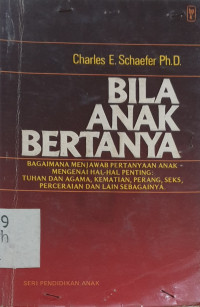 Charles E. Schaefer Ph.D.
BILA
ANAK
BERTANYA
BAGAIMANA MENJAWAB PERTANYAAN ANAK -
MENGENAI HAL-HAL PENTING:
TUHAN DAN AGAMA, KEMATIAN, PERANG, SEKS,
PERCERAIAN DAN LAIN SEBAGAINYA
9
h
SERI PENDIDIKAN ANAK